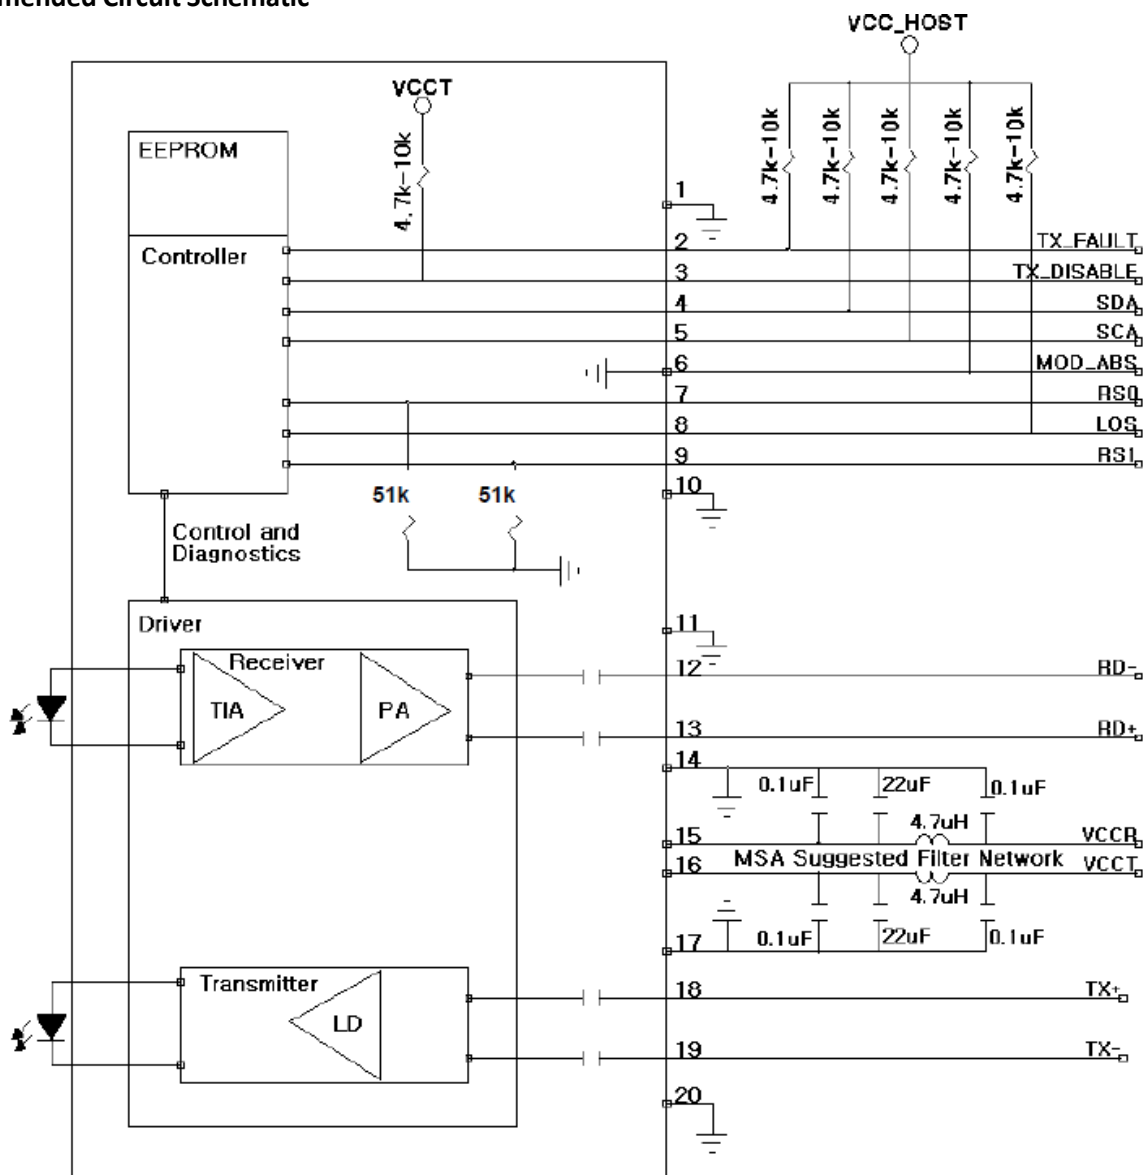 mended Circuit Schematic
VCC_HOST
VCCT
EEPROM
4.7k-10k
4.7k-10k
4.7k-10k
4.7k-10k
4.7k-10k
4.7k-10k
1
Controller
2
TX_FAULT
3
TX_DISABLE
4
SDA
5
SCA
6
MOD_ABS
7
RS0
8
LOS
9
RS1
10
51k
51k
Control and
Diagnostics
Driver
11
Receiver
12
RD-
TIA
PA
13
RD+
14
0.1uF
22uF
0.1uF
4.7uH
15
VCCR
MSA Suggested Filter Network
16
VCCT
4.7uH
17
0.1uF
22uF
0.1uF
Transmitter
18
TX+
LD
19
TX-
20